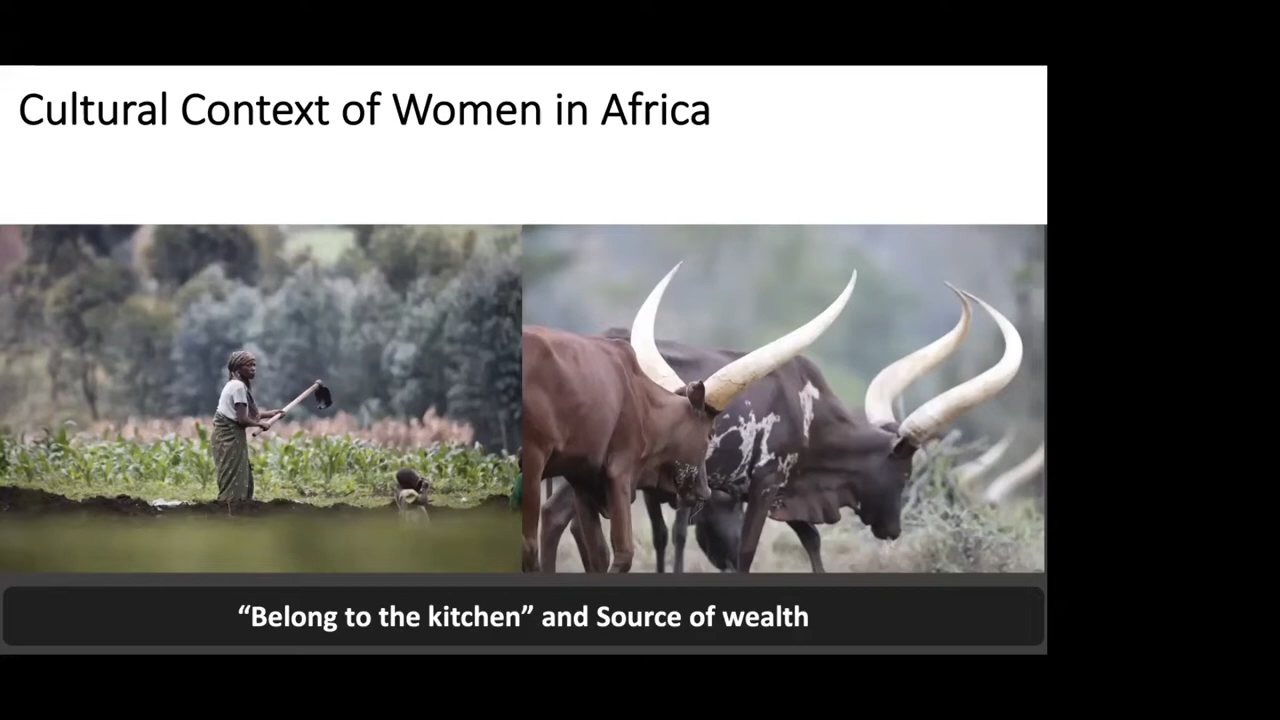 Cultural Context of Women in Africa
“Belong to the kitchen” and Source of wealth